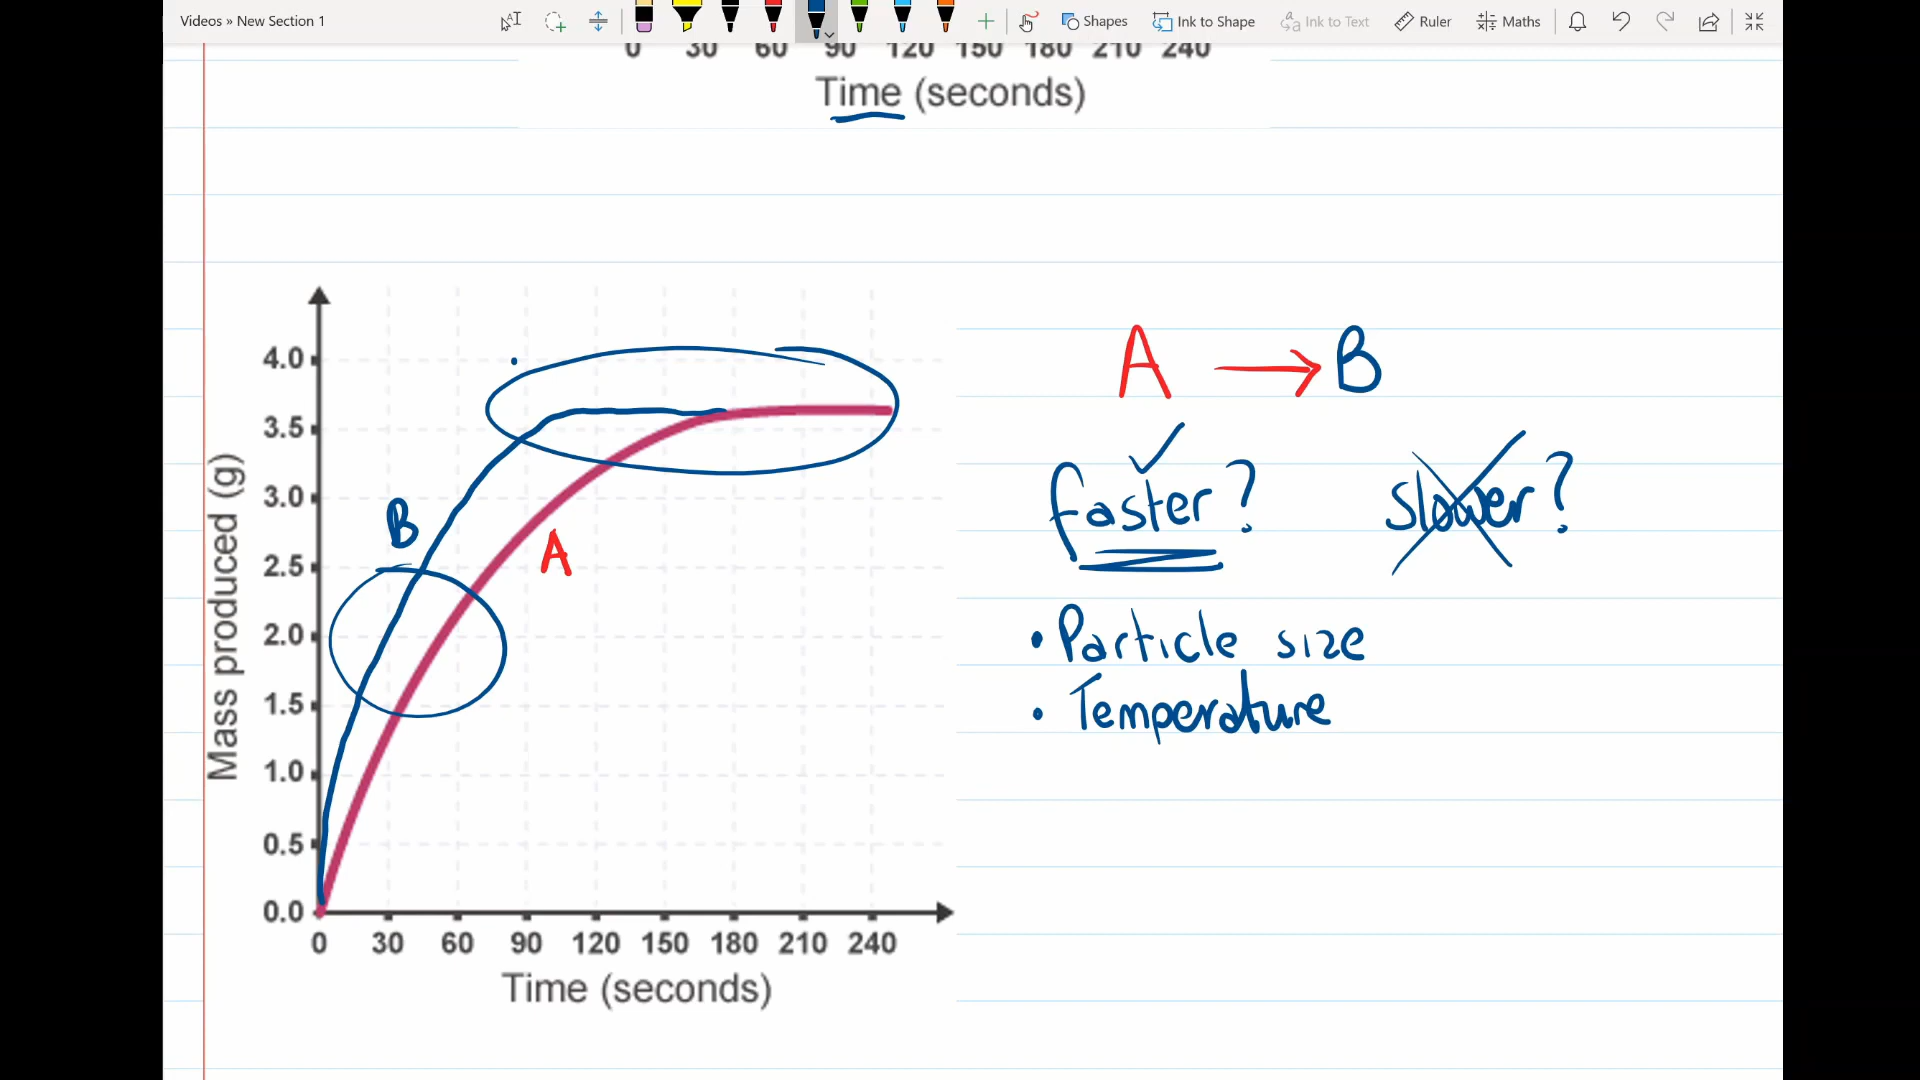 Videos » New Section 1
Shapes
Ink to Shape
Ink to Text
Ruler
Maths
0 30 60 90 120 150 180 210 240
Time (seconds)
A → B
faster? ✓
slower?
• Particle size
• Temperature
Mass produced (g)
4.0
3.5
3.0
2.5
2.0
1.5
1.0
0.5
0.0
B
A
0 30 60 90 120 150 180 210 240
Time (seconds)